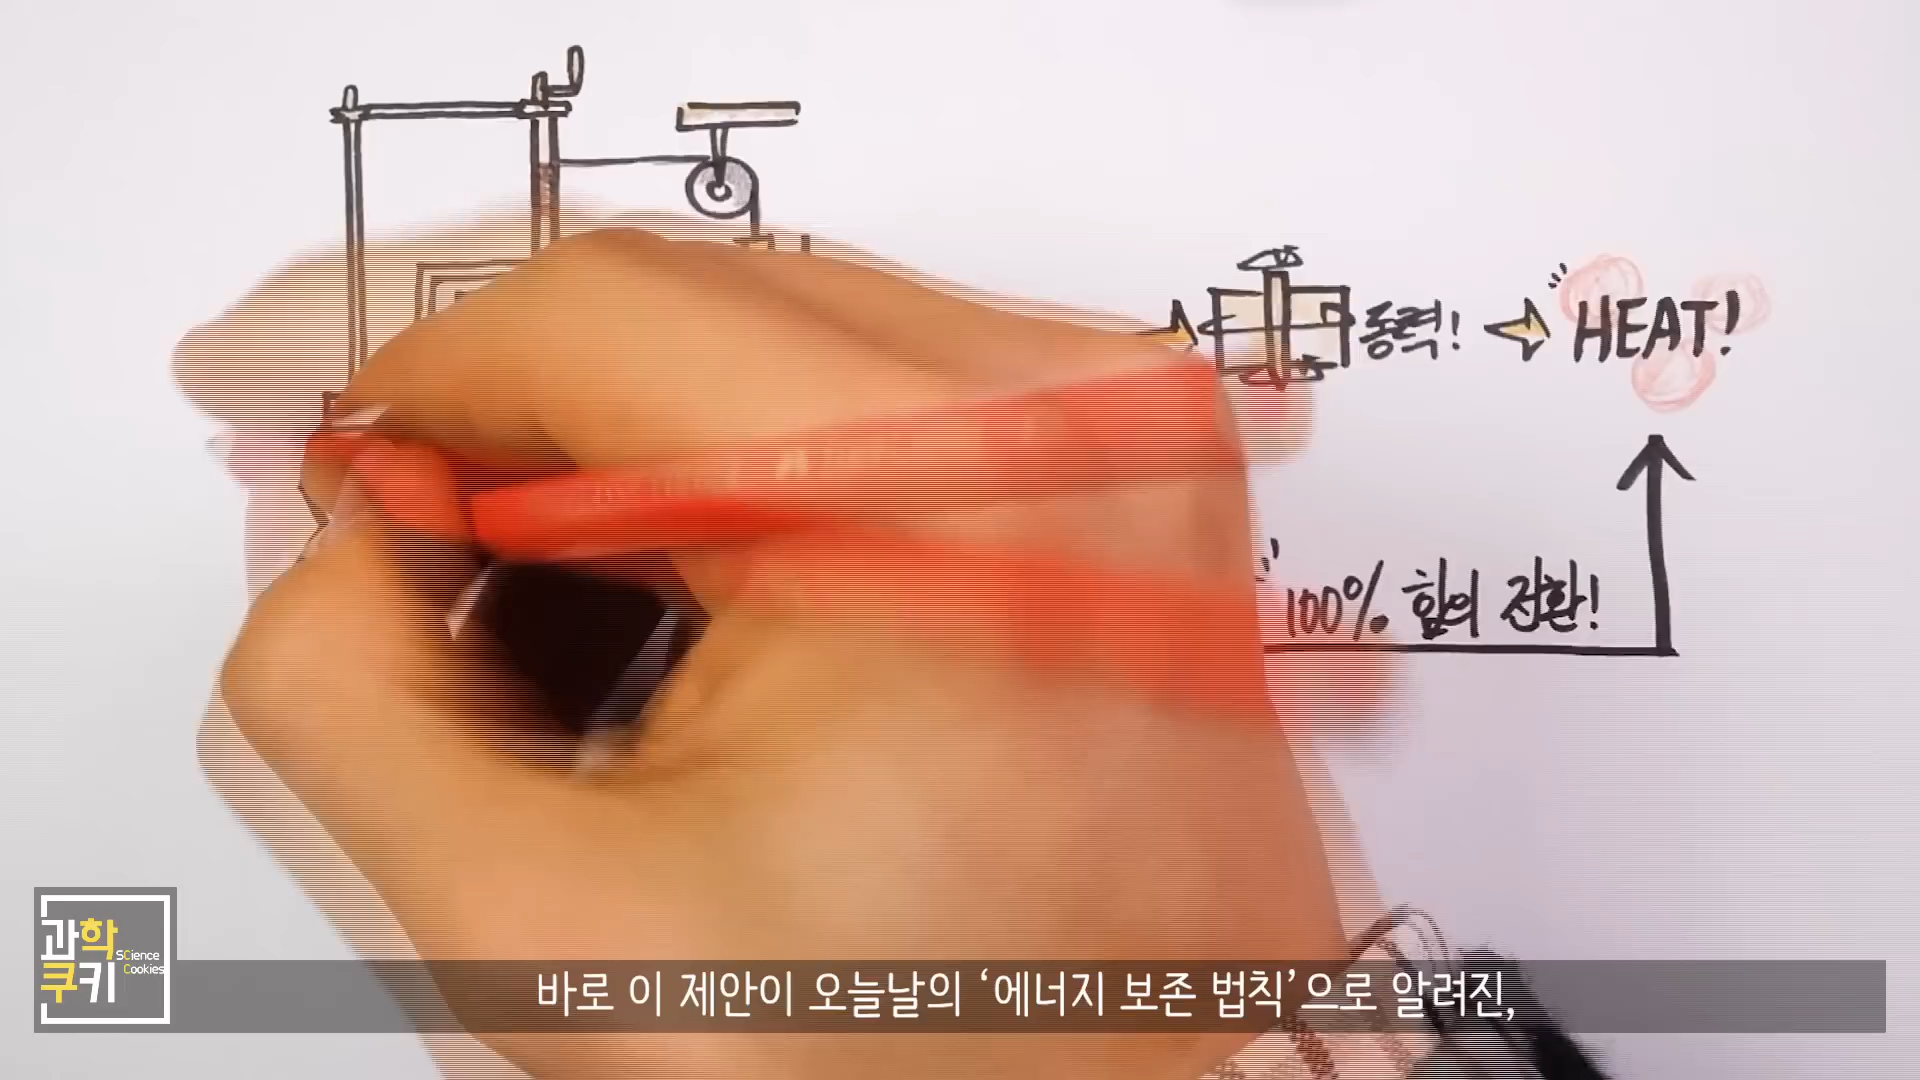 동력!
HEAT!
100% 힘의 전환!
과학
쿠키
Science
Cookies
바로 이 제안이 오늘날의 ‘에너지 보존 법칙’으로 알려진,